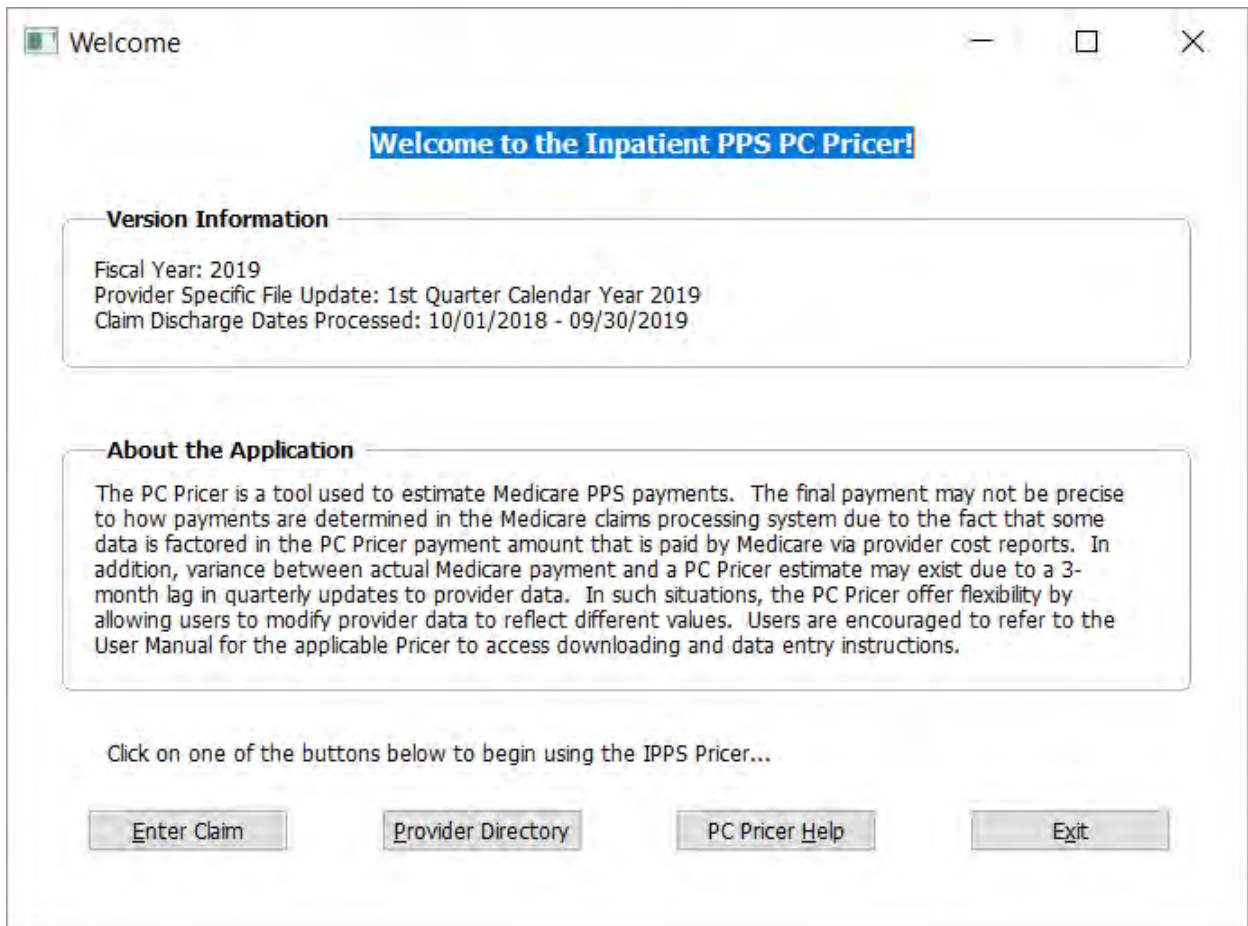 Welcome
Welcome to the Inpatient PPS PC Pricer!
Version Information
Fiscal Year: 2019
Provider Specific File Update: 1st Quarter Calendar Year 2019
Claim Discharge Dates Processed: 10/01/2018 - 09/30/2019
About the Application
The PC Pricer is a tool used to estimate Medicare PPS payments.  The final payment may not be precise
to how payments are determined in the Medicare claims processing system due to the fact that some
data is factored in the PC Pricer payment amount that is paid by Medicare via provider cost reports.  In
addition, variance between actual Medicare payment and a PC Pricer estimate may exist due to a 3-
month lag in quarterly updates to provider data.  In such situations, the PC Pricer offer flexibility by
allowing users to modify provider data to reflect different values.  Users are encouraged to refer to the
User Manual for the applicable Pricer to access downloading and data entry instructions.
Click on one of the buttons below to begin using the IPPS Pricer...
Enter Claim
Provider Directory
PC Pricer Help
Exit